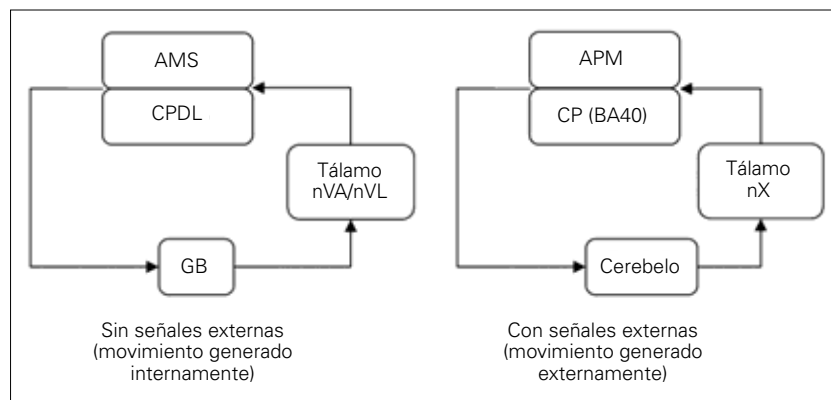 AMS
CPDL
Tálamo
nVA/nVL
GB
Sin señales externas
(movimiento generado
internamente)
APM
CP (BA40)
Tálamo
nX
Cerebelo
Con señales externas
(movimiento generado
externamente)